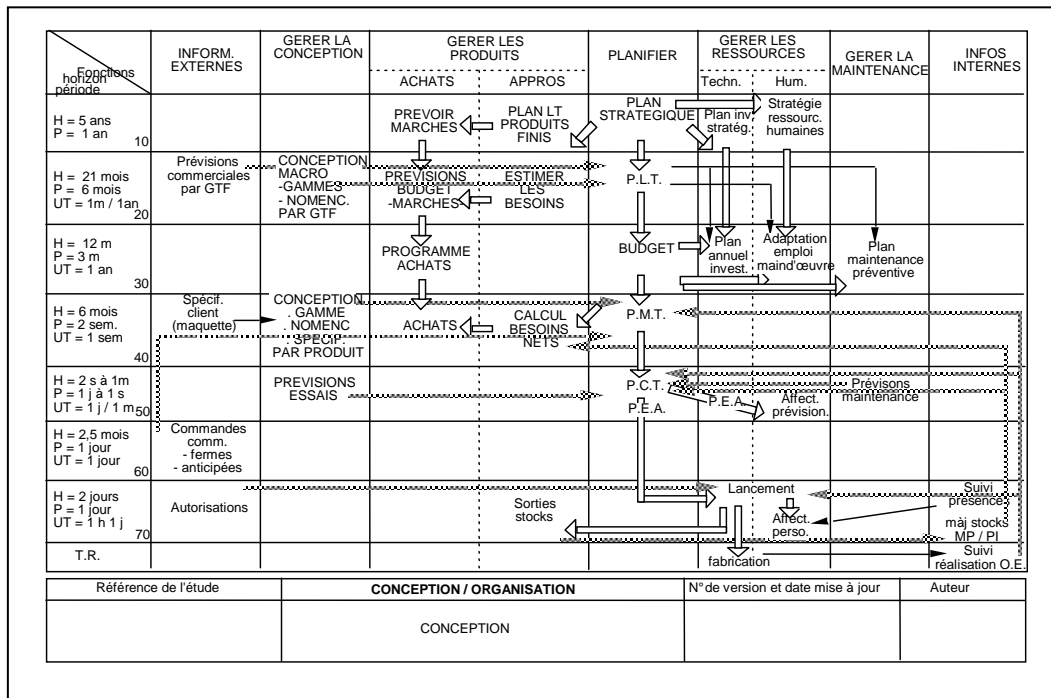 Fonctions
horizon
période
INFORM.
EXTERNES
GERER LA
CONCEPTION
GERER LES
PRODUITS
ACHATS
APPROS
PLANIFIER
GERER LES
RESSOURCES
Techn.
Hum.
GERER LA
MAINTENANCE
INFOS
INTERNES
H = 5 ans
P = 1 an
10
PREVOIR
MARCHES
PLAN LT
PRODUITS
FINIS
PLAN
STRATEGIQUE
Plan inv.
stratég.
Stratégie
ressourc.
humaines
H = 21 mois
P = 6 mois
UT = 1m / 1an
20
Prévisions
commerciales
par GTF
CONCEPTION
MACRO
-GAMMES
- NOMENC.
PAR GTF
PREVISIONS
BUDGET
-MARCHES
ESTIMER
LES
BESOINS
P.L.T.
H = 12 m
P = 3 m
UT = 1 an
30
PROGRAMME
ACHATS
BUDGET
Plan
annuel
invest.
Adaptation
emploi
maind'œuvre
Plan
maintenance
préventive
H = 6 mois
P = 2 sem.
UT = 1 sem
40
Spécif.
client
(maquette)
CONCEPTION
. GAMME
. NOMENC
. SPECIF.
PAR PRODUIT
ACHATS
CALCUL
BESOINS
NETS
P.M.T.
H = 2 s à 1m
P = 1 j à 1 s
UT = 1 j / 1 m
50
PREVISIONS
ESSAIS
P.C.T.
P.E.A.
P.E.A.
Affect.
prévision.
Prévisons
maintenance
H = 2,5 mois
P = 1 jour
UT = 1 jour
60
Commandes
comm.
- fermes
- anticipées
H = 2 jours
P = 1 jour
UT = 1 h 1 j
70
Autorisations
Sorties
stocks
Lancement
Affect.
perso.
Suivi
présence
màj stocks
MP / PI
T.R.
fabrication
Suivi
réalisation O.E.
Référence de l'étude
CONCEPTION / ORGANISATION
N° de version et date mise à jour
Auteur
CONCEPTION